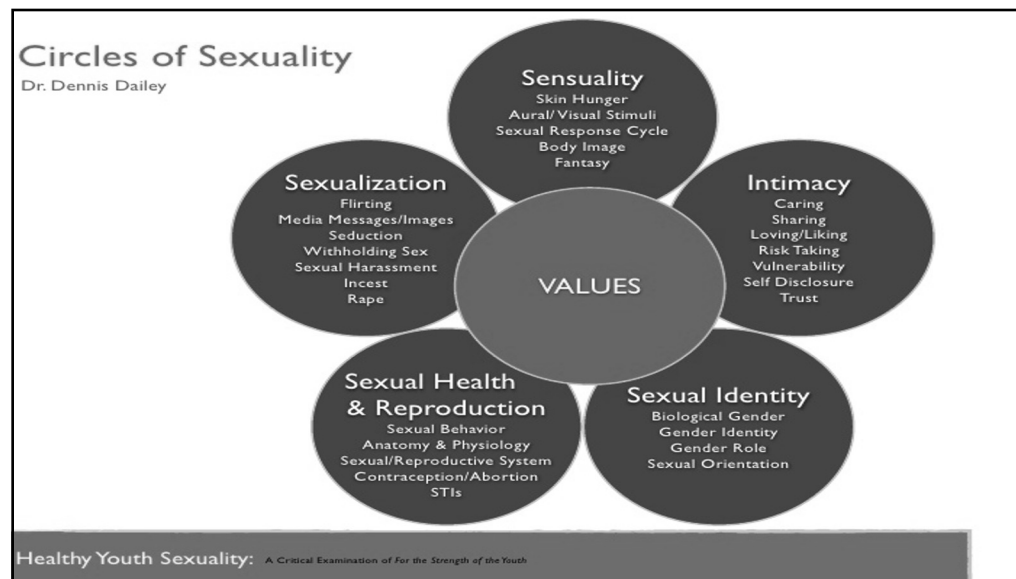 Circles of Sexuality
Dr. Dennis Dailey
Sensuality
Skin Hunger
Aural/Visual Stimuli
Sexual Response Cycle
Body Image
Fantasy
Sexualization
Flirting
Media Messages/Images
Seduction
Withholding Sex
Sexual Harassment
Incest
Rape
Intimacy
Caring
Sharing
Loving/Liking
Risk Taking
Vulnerability
Self Disclosure
Trust
VALUES
Sexual Health
& Reproduction
Sexual Behavior
Anatomy & Physiology
Sexual/Reproductive System
Contraception/Abortion
STIs
Sexual Identity
Biological Gender
Gender Identity
Gender Role
Sexual Orientation
Healthy Youth Sexuality: A Critical Examination of For the Strength of the Youth